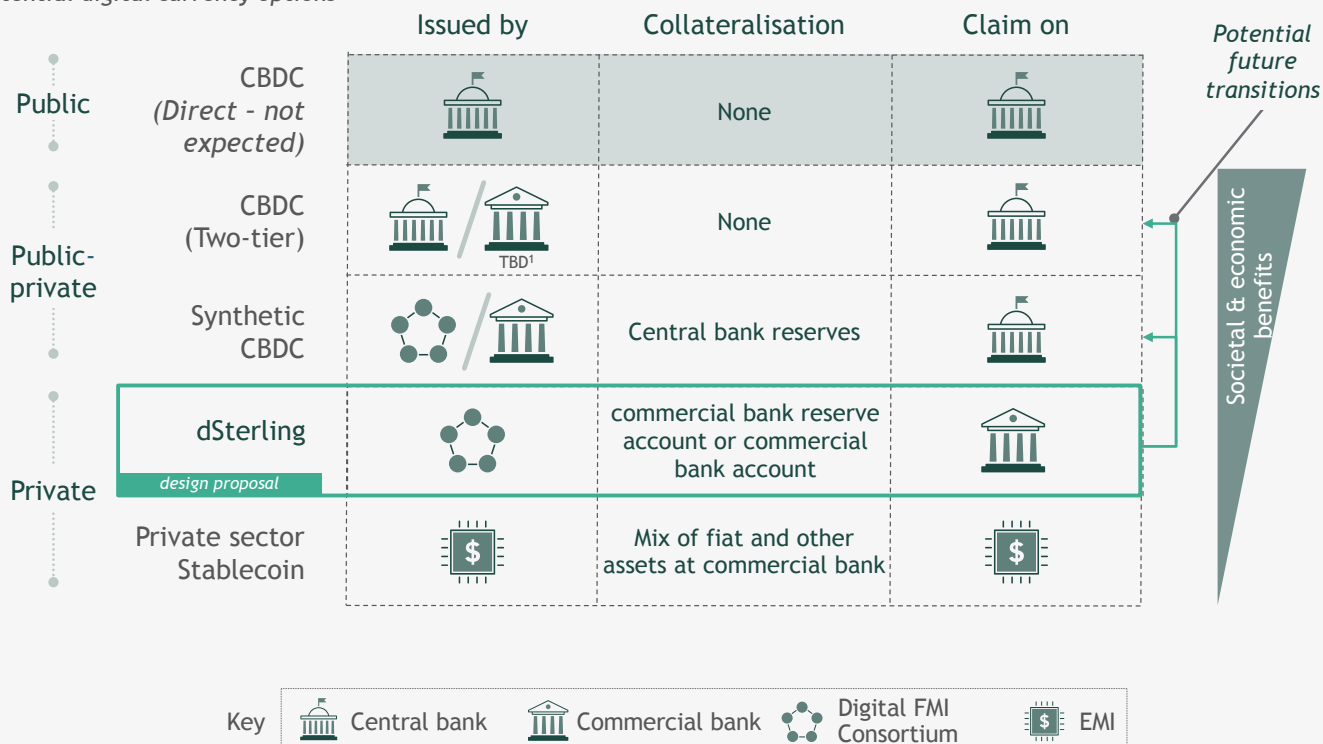 digital currency options
Issued by
Collateralisation
Claim on
Potential
future
transitions
Public
CBDC
(Direct – not
expected)
None
Public-
private
CBDC
(Two-tier)
TBD¹
None
Synthetic
CBDC
Central bank reserves
Societal & economic
benefits
Private
dSterling
design proposal
commercial bank reserve
account or commercial
bank account
Private sector
Stablecoin
$
Mix of fiat and other
assets at commercial bank
$
Key
Central bank
Commercial bank
Digital FMI
Consortium
$
EMI